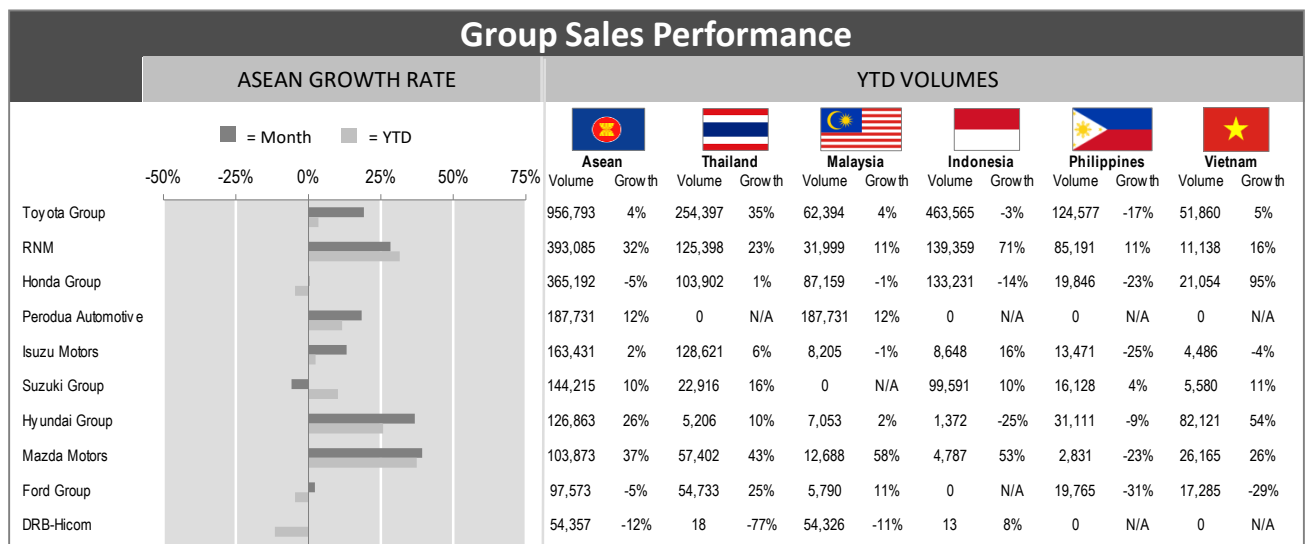 Group Sales Performance
ASEAN GROWTH RATE YTD VOLUMES
= Month = YTD
Asean Thailand Malaysia Indonesia Philippines Vietnam
-50% -25% 0% 25% 50% 75% Volume Growth Volume Growth Volume Growth Volume Growth Volume Growth Volume Growth
Toyota Group 956,793 4% 254,397 35% 62,394 4% 463,565 -3% 124,577 -17% 51,860 5%
RNM 393,085 32% 125,398 23% 31,999 11% 139,359 71% 85,191 11% 11,138 16%
Honda Group 365,192 -5% 103,902 1% 87,159 -1% 133,231 -14% 19,846 -23% 21,054 95%
Perodua Automotive 187,731 12% 0 N/A 187,731 12% 0 N/A 0 N/A 0 N/A
Isuzu Motors 163,431 2% 128,621 6% 8,205 -1% 8,648 16% 13,471 -25% 4,486 -4%
Suzuki Group 144,215 10% 22,916 16% 0 N/A 99,591 10% 16,128 4% 5,580 11%
Hyundai Group 126,863 26% 5,206 10% 7,053 2% 1,372 -25% 31,111 -9% 82,121 54%
Mazda Motors 103,873 37% 57,402 43% 12,688 58% 4,787 53% 2,831 -23% 26,165 26%
Ford Group 97,573 -5% 54,733 25% 5,790 11% 0 N/A 19,765 -31% 17,285 -29%
DRB-Hicom 54,357 -12% 18 -77% 54,326 -11% 13 8% 0 N/A 0 N/A